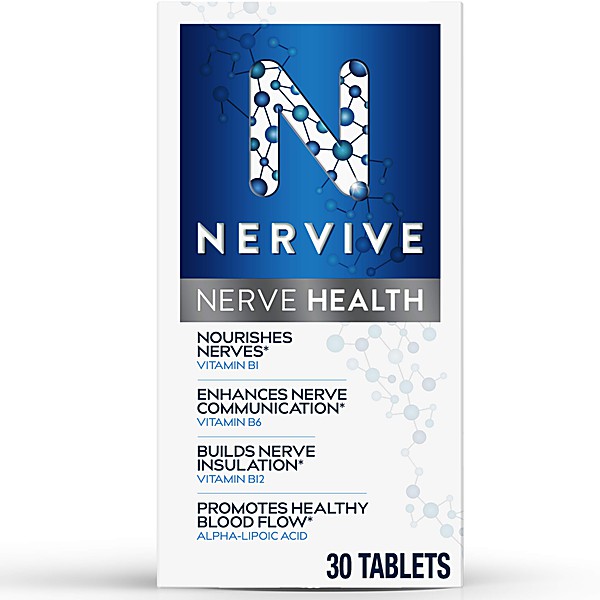 N
NERVIVE
NERVE HEALTH
NOURISHES
NERVES*
VITAMIN B1
ENHANCES NERVE
COMMUNICATION*
VITAMIN B6
BUILDS NERVE
INSULATION*
VITAMIN B12
PROMOTES HEALTHY
BLOOD FLOW*
ALPHA-LIPOIC ACID
30 TABLETS